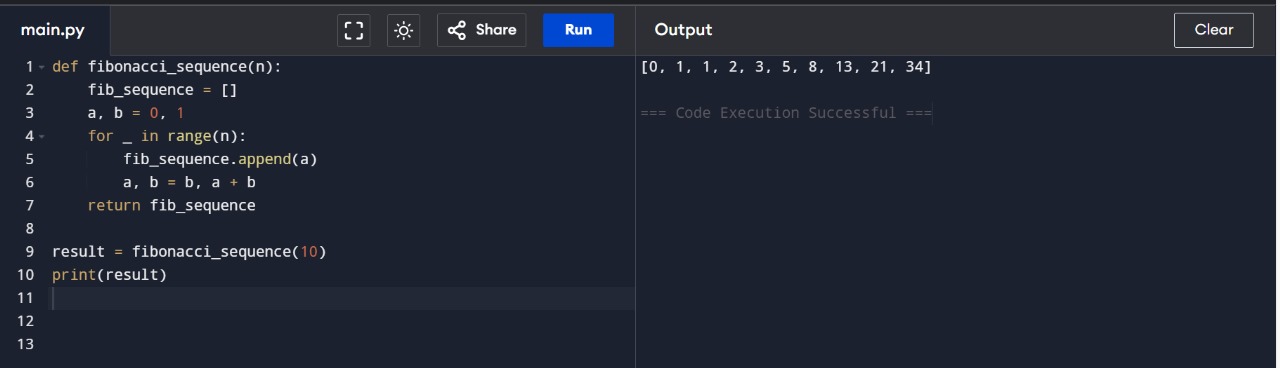 main.py
Share
Run
Output
Clear
1 def fibonacci_sequence(n):
2     fib_sequence = []
3     a, b = 0, 1
4     for _ in range(n):
5         fib_sequence.append(a)
6         a, b = b, a + b
7     return fib_sequence
8
9 result = fibonacci_sequence(10)
10 print(result)
11
12
13
[0, 1, 1, 2, 3, 5, 8, 13, 21, 34]
=== Code Execution Successful ===